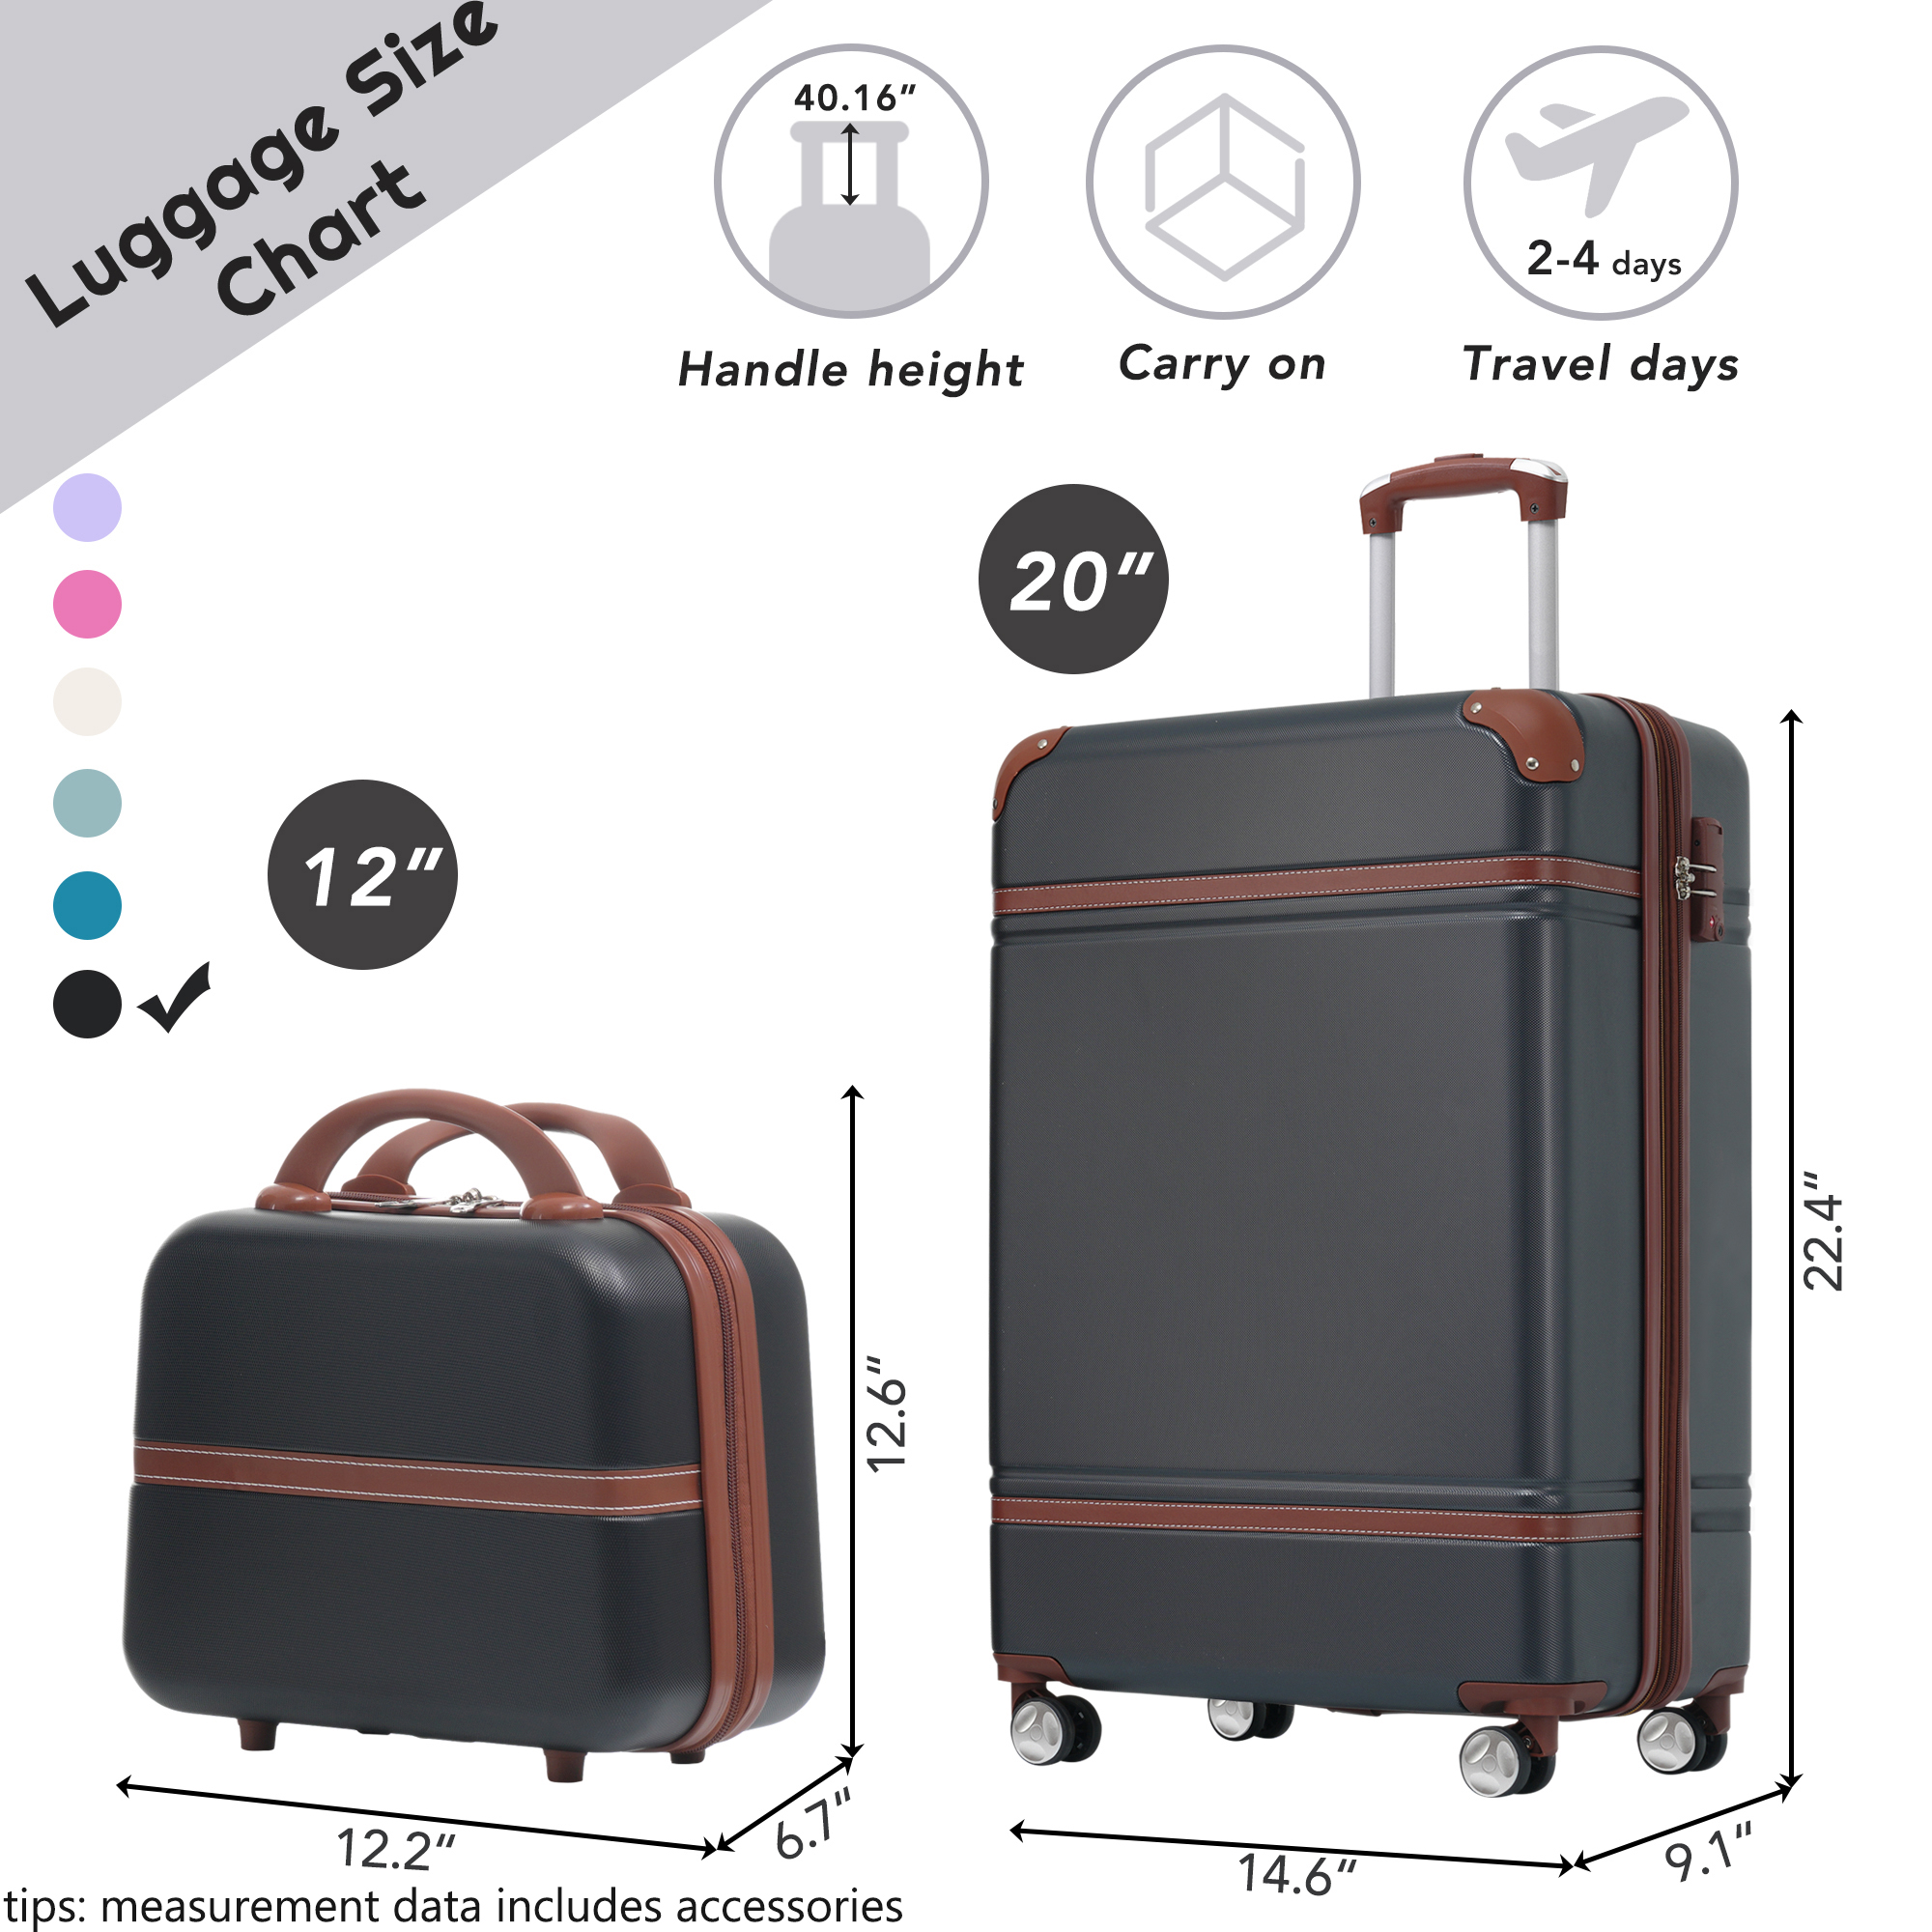 Luggage Size
Chart
40.16″
2-4 days
Handle height
Carry on
Travel days
20″
12″
22.4″
12.6″
12.2″
6.7″
14.6″
9.1″
tips: measurement data includes accessories